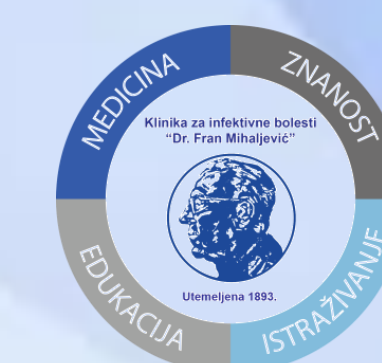 MEDICINA
ZNANOST
Klinika za infektivne bolesti
"Dr. Fran Mihaljević"
Utemeljena 1893.
EDUKACIJA
ISTRAŽIVANJE